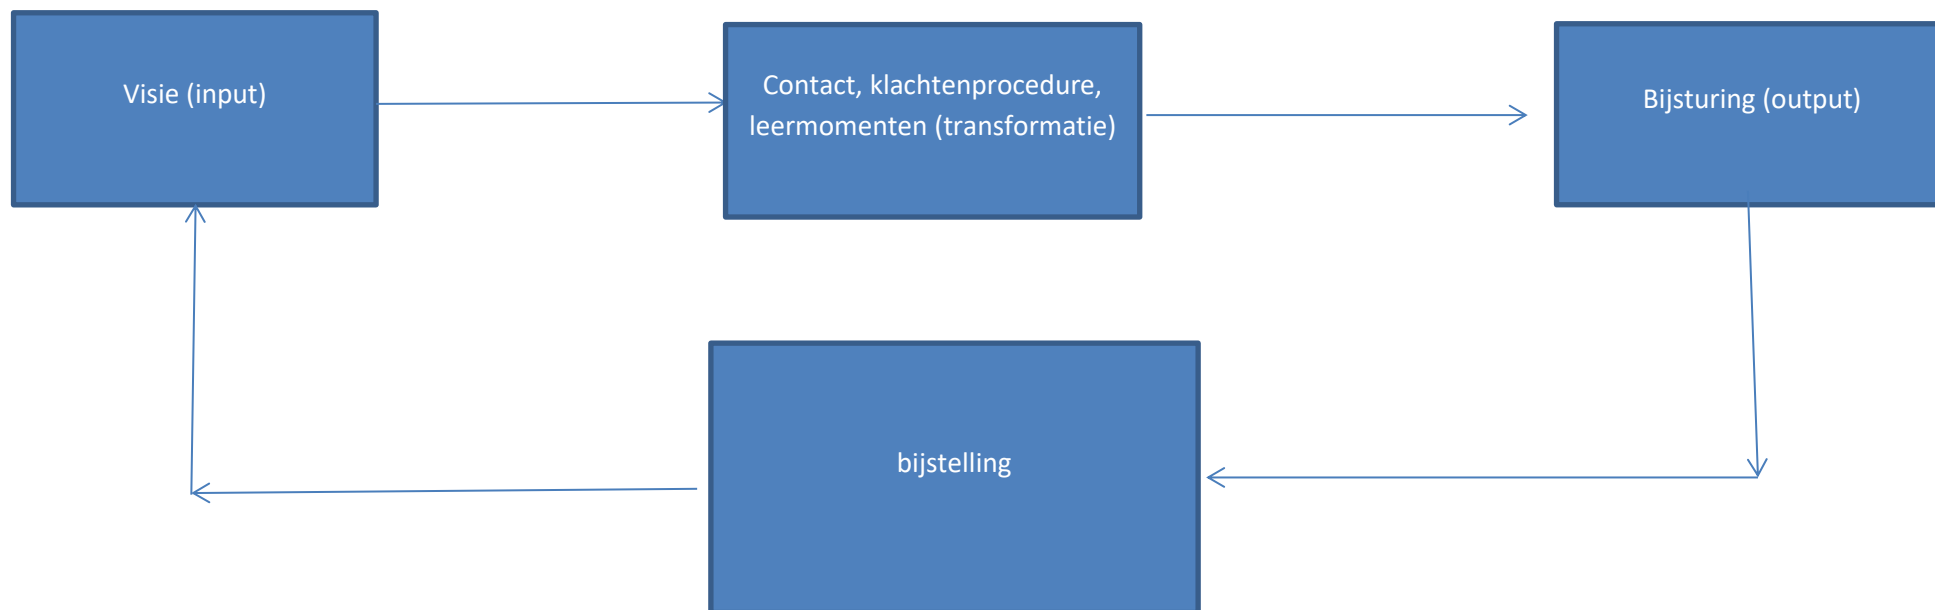 Visie (input)
Contact, klachtenprocedure,
leermomenten (transformatie)
Bijsturing (output)
bijstelling